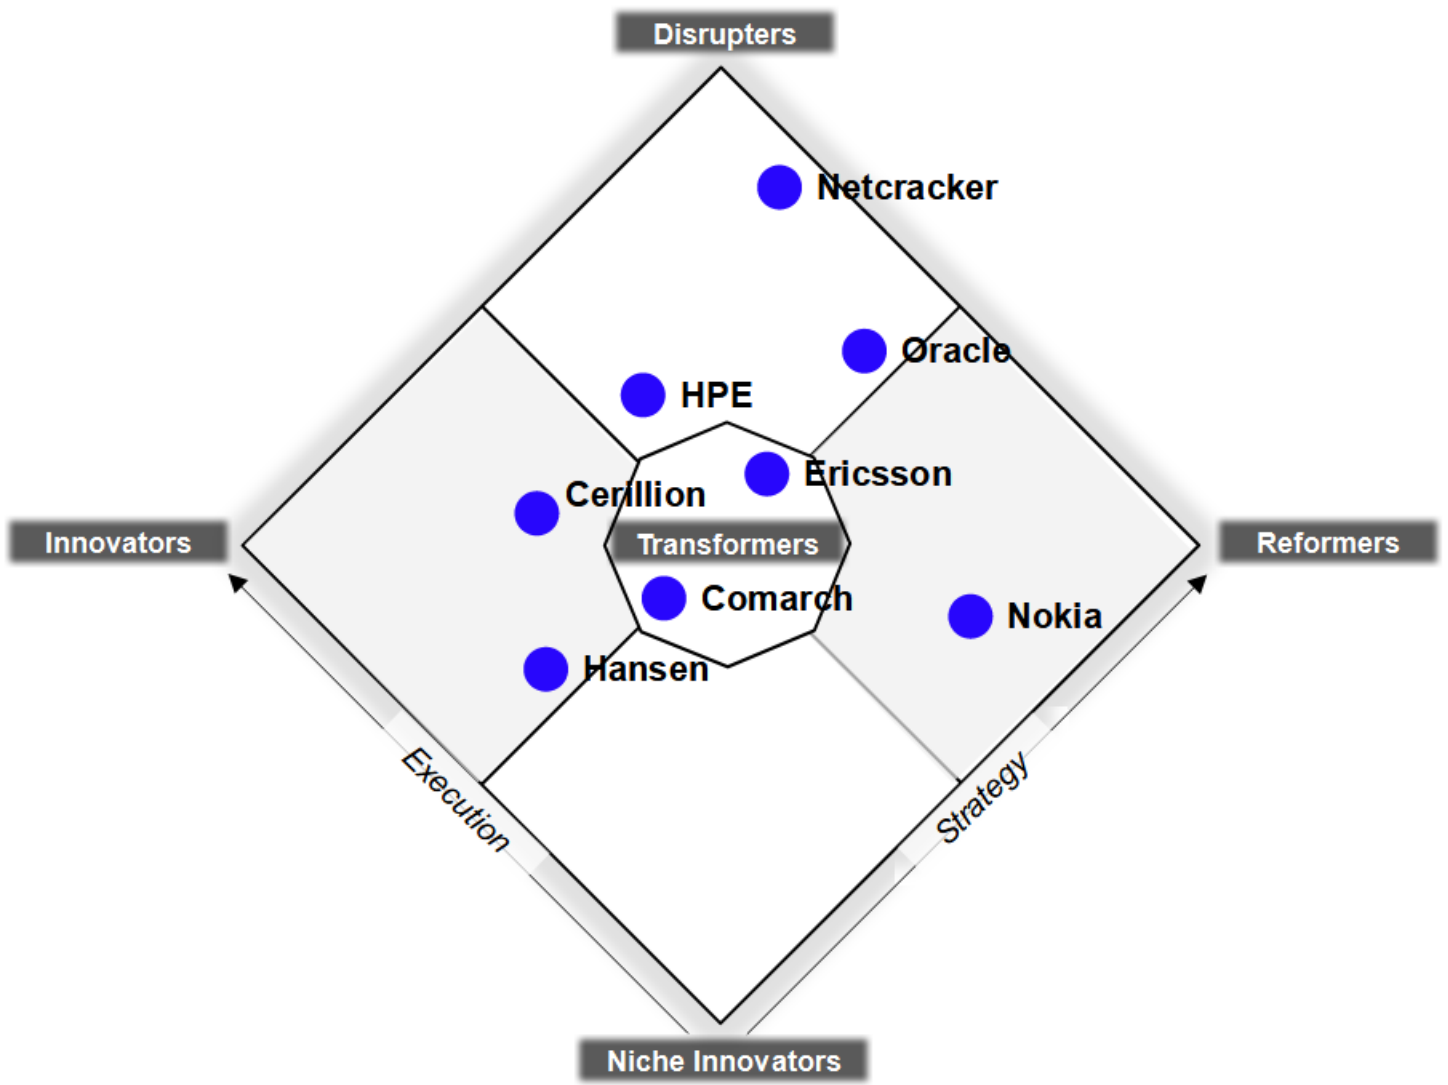 Disrupters
Netcracker
Oracle
HPE
Ericsson
Cerillion
Innovators
Transformers
Reformers
Comarch
Nokia
Hansen
Execution
Strategy
Niche Innovators